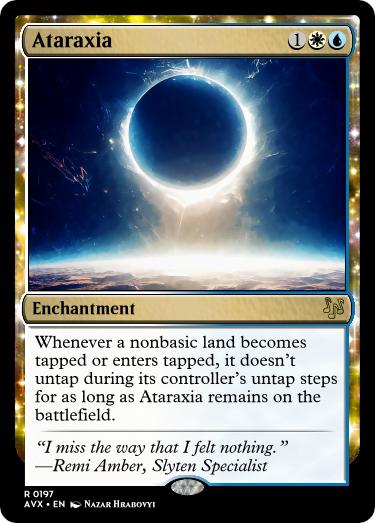 Ataraxia
1
Enchantment
Whenever a nonbasic land becomes
tapped or enters tapped, it doesn't
untap during its controller's untap steps
for as long as Ataraxia remains on the
battlefield.
“I miss the way that I felt nothing.”
—Remi Amber, Slyten Specialist
R 0197
AVX • EN Nazar Hrabovyi